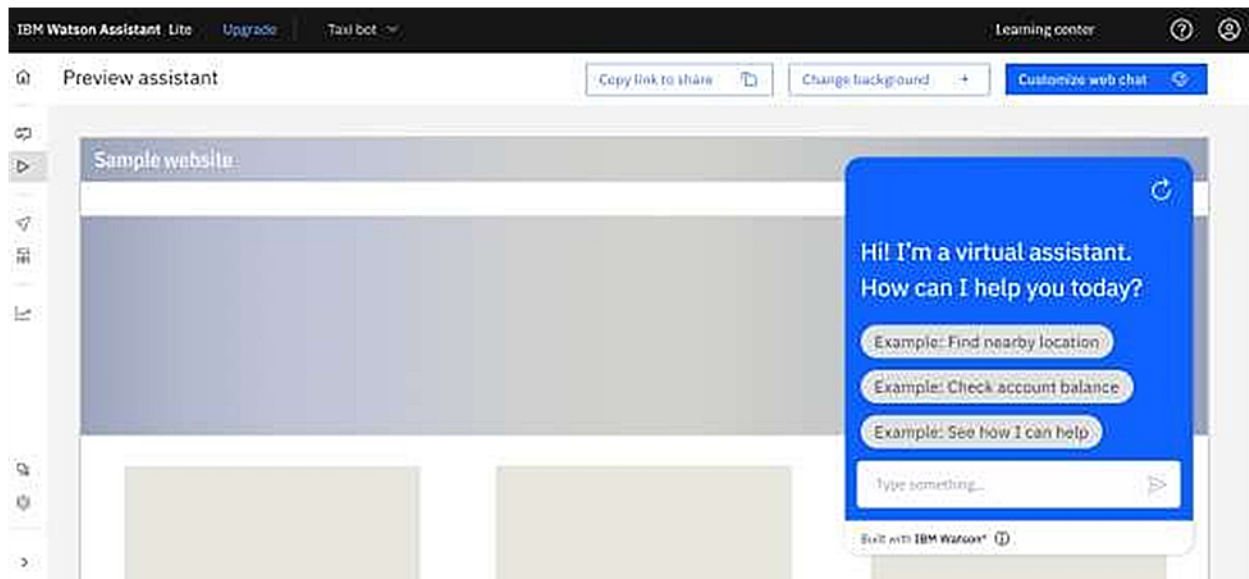 IBM Watson Assistant Lite Upgrade Taxi bot Learning center
Preview assistant Copy link to share Change background + Customize web chat
Sample website
Hi! I'm a virtual assistant.
How can I help you today?
Example: Find nearby location
Example: Check account balance
Example: See how I can help
Type something...
Built with IBM Watson®